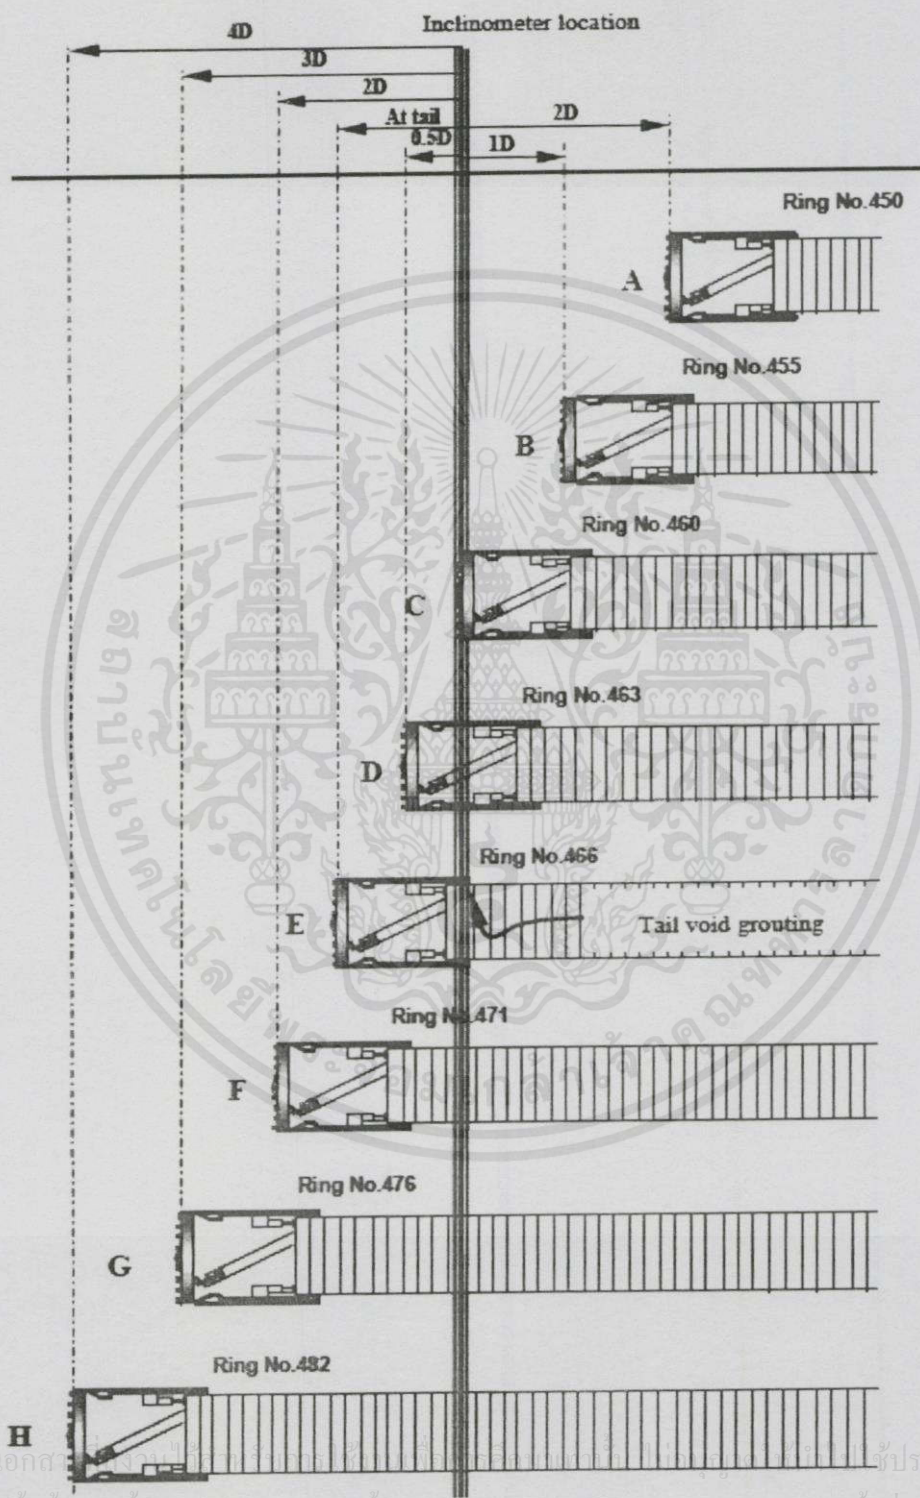 Inclinometer location
4D
3D
2D
At tail
2D
0.5D
1D
Ring No.450
A
Ring No.455
B
Ring No.460
C
Ring No.463
D
Ring No.466
E
Tail void grouting
Ring No.471
F
Ring No.476
G
Ring No.482
H